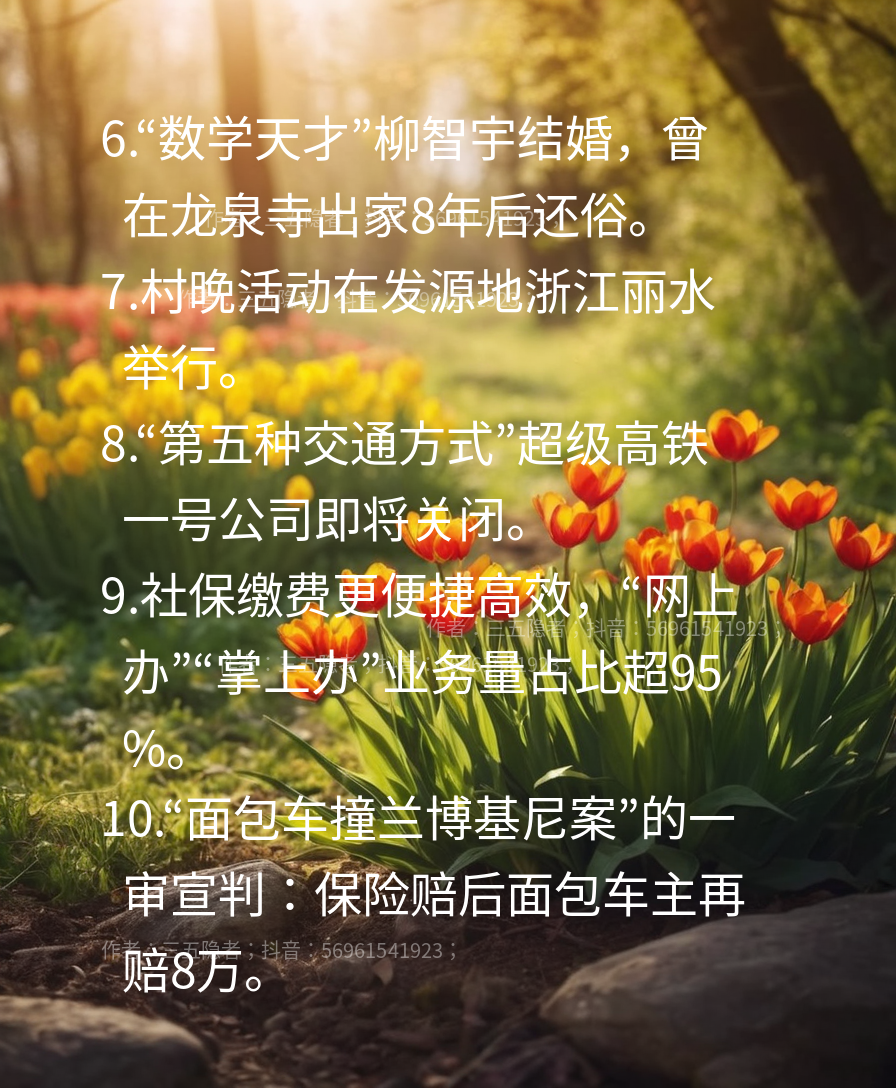 6.“数学天才”柳智宇结婚，曾
在龙泉寺出家8年后还俗。
7.村晚活动在发源地浙江丽水
举行。
8.“第五种交通方式”超级高铁
一号公司即将关闭。
9.社保缴费更便捷高效，“网上
作者：三五隐者；抖音：56961541923；
办”“掌上办”业务量占比超95
%。
10.“面包车撞兰博基尼案”的一
审宣判：保险赔后面包车主再
作者：三五隐者；抖音：56961541923；
赔8万。